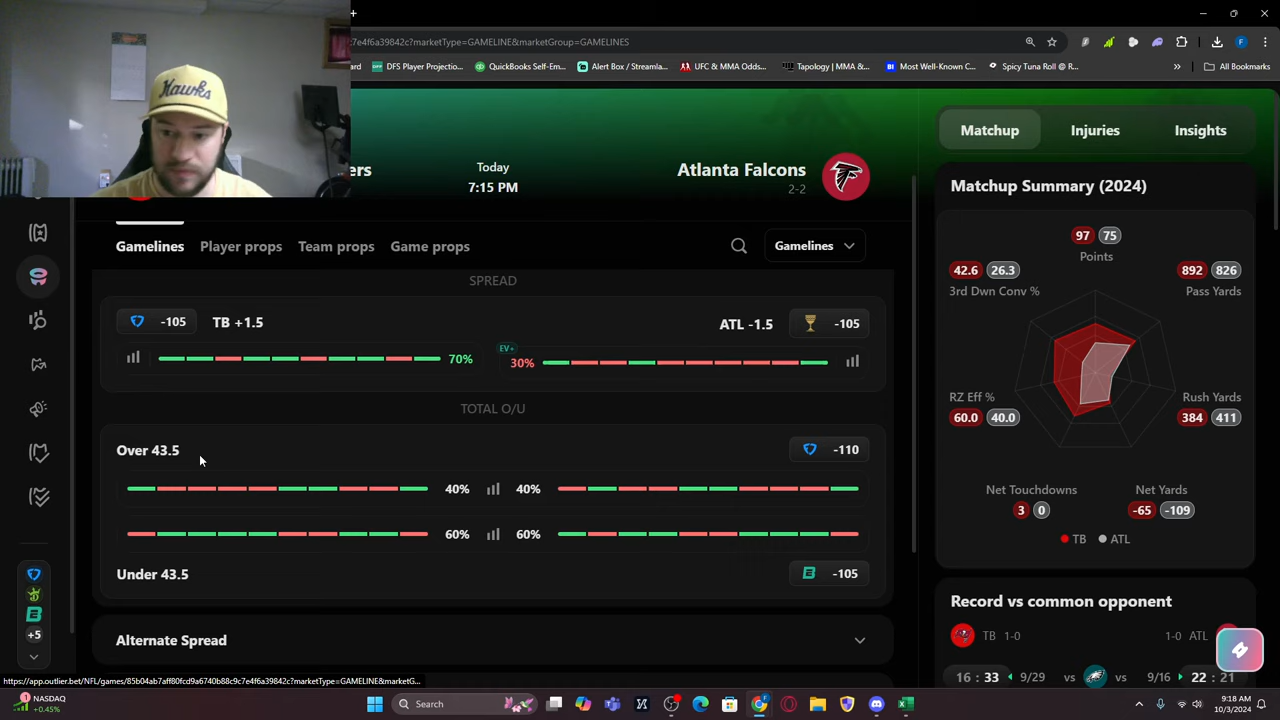 7e4f6a39842c?marketType=GAMELINE&marketGroup=GAMELINES
ard
DFS Player Projectio...
QuickBooks Self-Em...
Alert Box / Streamla...
UFC & MMA Odds...
Tapology | MMA &...
Most Well-Known C...
Spicy Tuna Roll @ R...
All Bookmarks
Hawks
ers
Today
7:15 PM
Atlanta Falcons
2-2
Matchup
Injuries
Insights
Gamelines
Player props
Team props
Game props
Gamelines
SPREAD
-105
TB +1.5
ATL -1.5
-105
70%
EV+
30%
TOTAL O/U
Over 43.5
-110
40%
40%
60%
60%
Under 43.5
-105
Alternate Spread
Matchup Summary (2024)
97 75
Points
42.6 26.3
3rd Dwn Conv %
892 826
Pass Yards
RZ Eff %
60.0 40.0
Rush Yards
384 411
Net Touchdowns
3 0
Net Yards
-65 -109
TB
ATL
Record vs common opponent
TB 1-0
1-0 ATL
16 : 33
9/29
vs
vs
9/16
22 : 21
+5
https://app.outlier.bet/NFL/games/85b04ab7aff80fcd9a6740b88c9c7e4f6a39842c?marketType=GAMELINE&marketG...
1
NASDAQ
+0.45%
Search
9:18 AM
10/3/2024